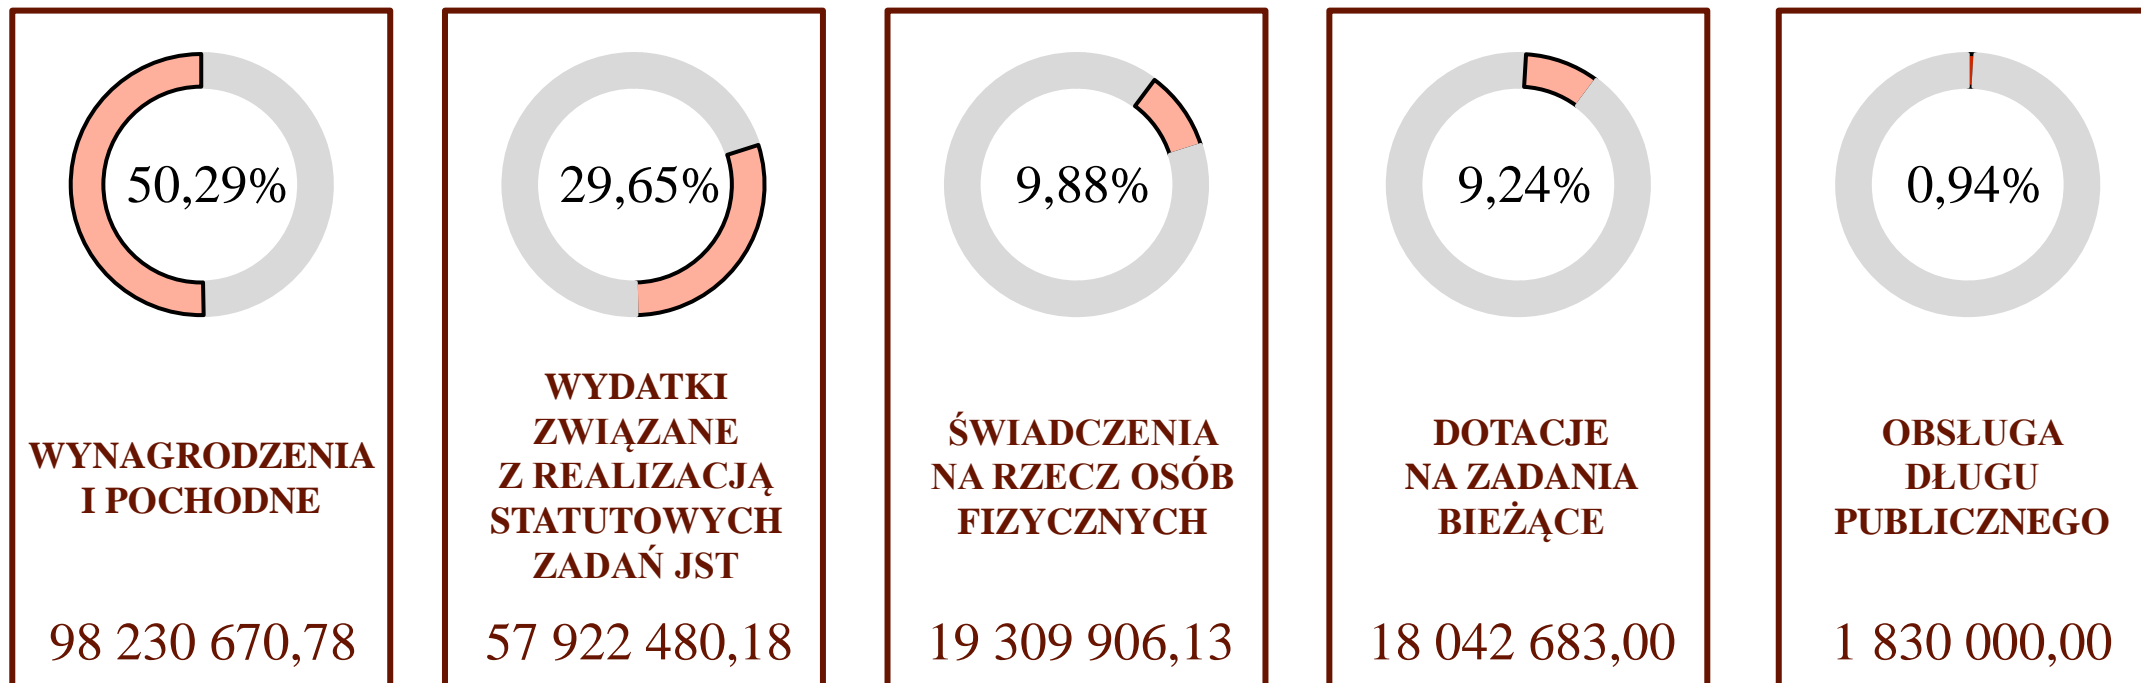 50,29%
WYNAGRODZENIA
I POCHODNE
98 230 670,78
29,65%
WYDATKI
ZWIĄZANE
Z REALIZACJĄ
STATUTOWYCH
ZADAŃ JST
57 922 480,18
9,88%
ŚWIADCZENIA
NA RZECZ OSÓB
FIZYCZNYCH
19 309 906,13
9,24%
DOTACJE
NA ZADANIA
BIEŻĄCE
18 042 683,00
0,94%
OBSŁUGA
DŁUGU
PUBLICZNEGO
1 830 000,00